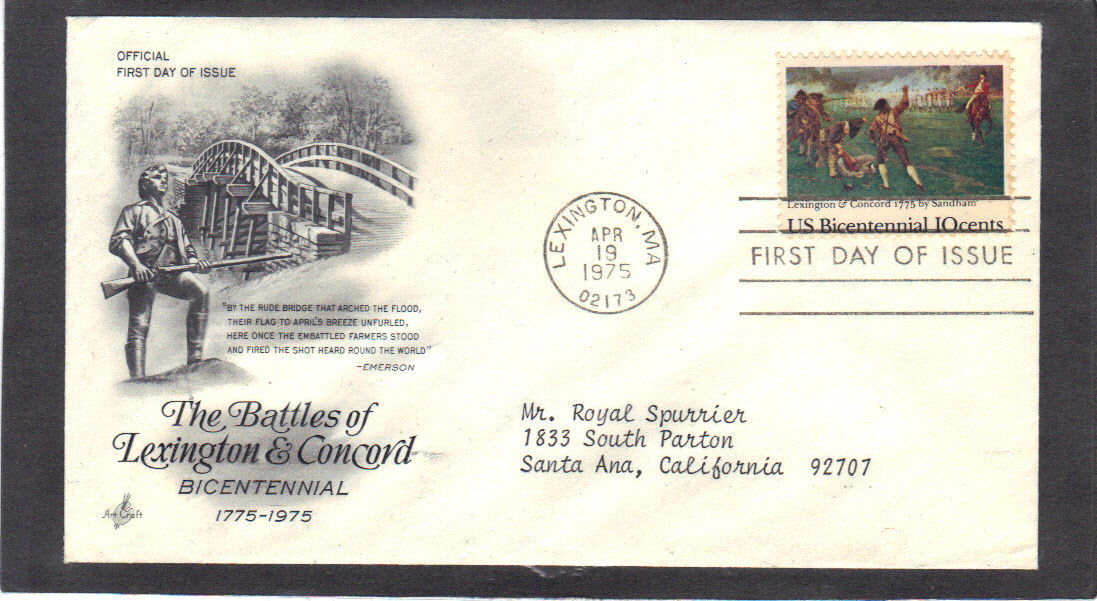 OFFICIAL
FIRST DAY OF ISSUE
"BY THE RUDE BRIDGE THAT ARCHED THE FLOOD,
THEIR FLAG TO APRIL'S BREEZE UNFURLED,
HERE ONCE THE EMBATTLED FARMERS STOOD
AND FIRED THE SHOT HEARD ROUND THE WORLD"
-EMERSON
The Battles of
Lexington & Concord
BICENTENNIAL
1775-1975
Art Craft
LEXINGTON, MA
APR
19
1975
02173
Lexington & Concord 1775 by Sandham
US Bicentennial 10cents
FIRST DAY OF ISSUE
Mr. Royal Spurrier
1833 South Parton
Santa Ana, California 92707